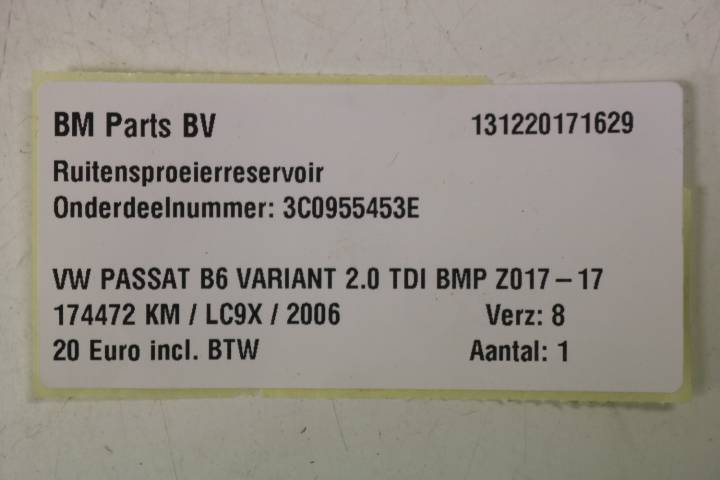 BM Parts BV 131220171629
Ruitensproeierreservoir
Onderdeelnummer: 3C0955453E
VW PASSAT B6 VARIANT 2.0 TDI BMP Z017-17
174472 KM / LC9X / 2006 Verz: 8
20 Euro incl. BTW Aantal: 1